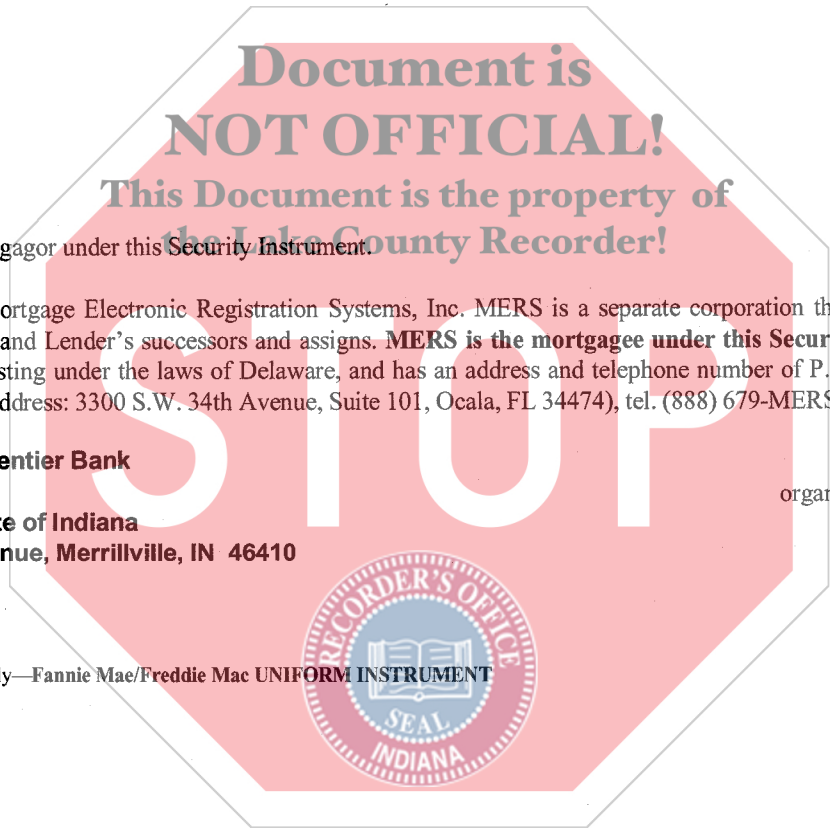 Document is
NOT OFFICIAL!
This Document is the property of
the Lake County Recorder!
gagor under this Security Instrument.
ortgage Electronic Registration Systems, Inc. MERS is a separate corporation th
and Lender's successors and assigns. MERS is the mortgagee under this Secur
sting under the laws of Delaware, and has an address and telephone number of P.
ddress: 3300 S.W. 34th Avenue, Suite 101, Ocala, FL 34474), tel. (888) 679-MERS
STOP
entier Bank
organ
te of Indiana
nue, Merrillville, IN 46410
RECORDER'S OFFICE
SEAL
INDIANA
y—Fannie Mae/Freddie Mac UNIFORM INSTRUMENT